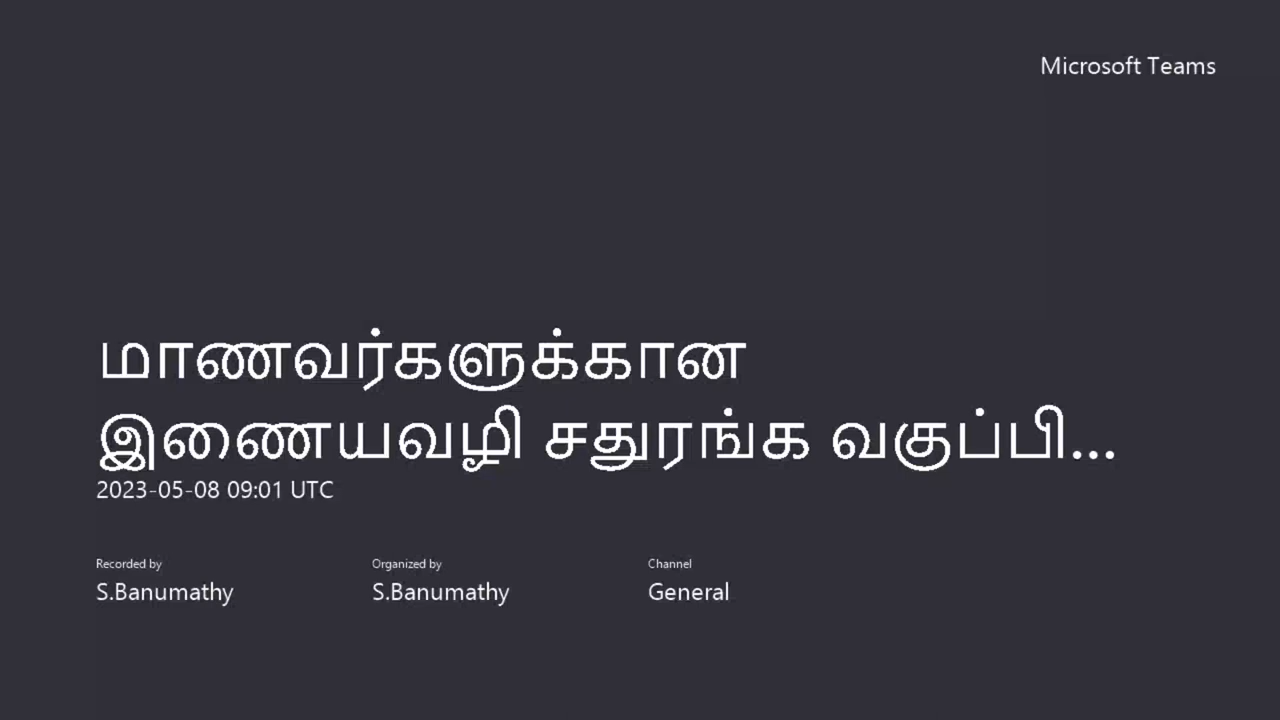 Microsoft Teams
மாணவர்களுக்கான
இணையவழி சதுரங்க வகுப்பி...
2023-05-08 09:01 UTC
Recorded by
S.Banumathy
Organized by
S.Banumathy
Channel
General